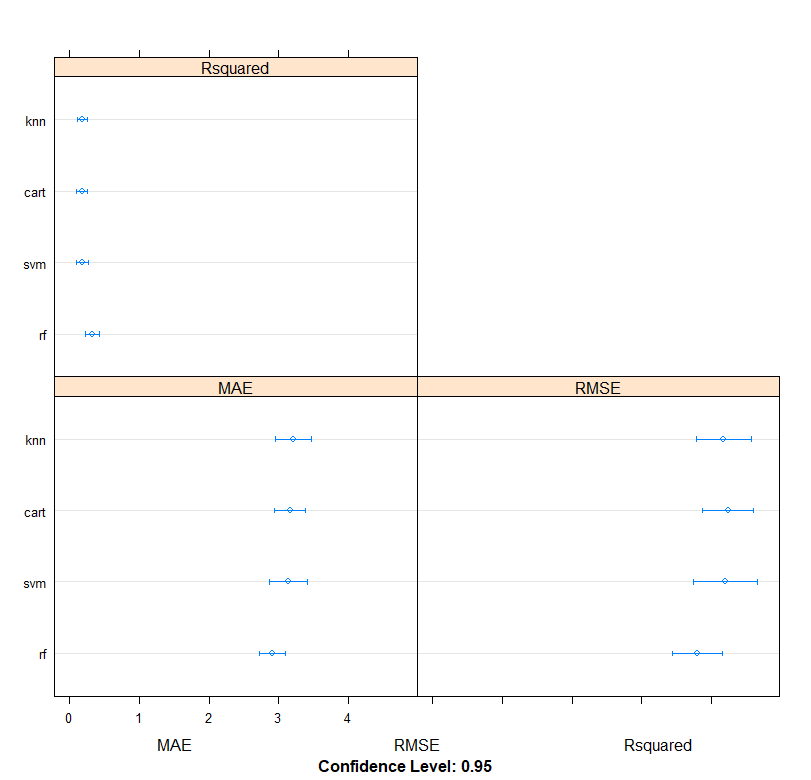 Rsquared
knn
cart
svm
rf
MAE RMSE
knn
cart
svm
rf
0 1 2 3 4
MAE RMSE Rsquared
Confidence Level: 0.95